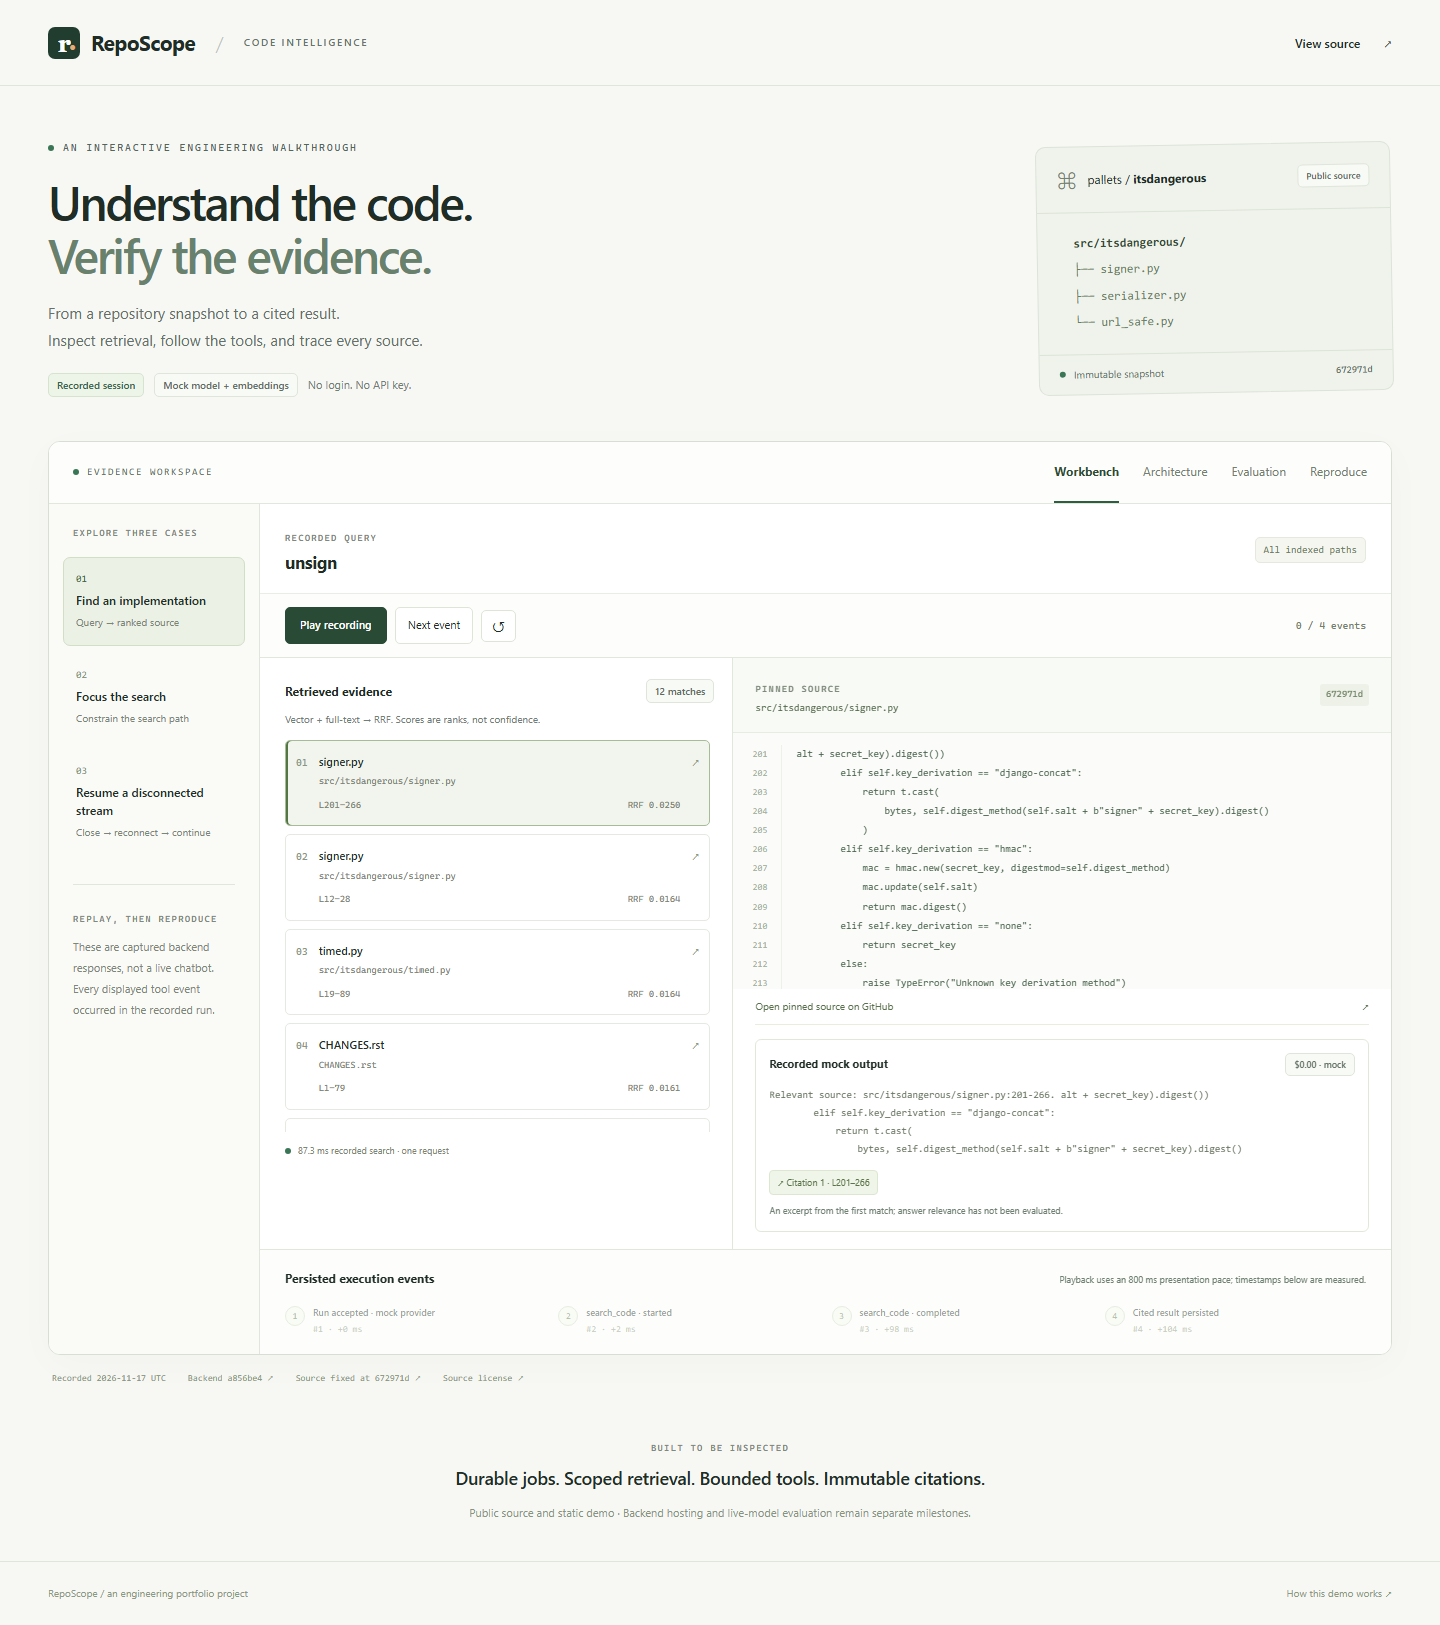 r.
RepoScope / CODE INTELLIGENCE
View source ↗
AN INTERACTIVE ENGINEERING WALKTHROUGH
Understand the code.
Verify the evidence.
From a repository snapshot to a cited result.
Inspect retrieval, follow the tools, and trace every source.
Recorded session
Mock model + embeddings
No login. No API key.
⌘ pallets / itsdangerous
Public source
src/itsdangerous/
├── signer.py
├── serializer.py
└── url_safe.py
Immutable snapshot
672971d
EVIDENCE WORKSPACE
Workbench
Architecture
Evaluation
Reproduce
EXPLORE THREE CASES
01
Find an implementation
Query → ranked source
02
Focus the search
Constrain the search path
03
Resume a disconnected
stream
Close → reconnect → continue
REPLAY, THEN REPRODUCE
These are captured backend
responses, not a live chatbot.
Every displayed tool event
occurred in the recorded run.
RECORDED QUERY
unsign
All indexed paths
Play recording
Next event
↺
0 / 4 events
Retrieved evidence
12 matches
Vector + full-text → RRF. Scores are ranks, not confidence.
01 signer.py ↗
src/itsdangerous/signer.py
L201–266 RRF 0.0250
02 signer.py ↗
src/itsdangerous/signer.py
L12–28 RRF 0.0164
03 timed.py ↗
src/itsdangerous/timed.py
L19–89 RRF 0.0164
04 CHANGES.rst ↗
CHANGES.rst
L1–79 RRF 0.0161
87.3 ms recorded search · one request
PINNED SOURCE
src/itsdangerous/signer.py
672971d
201 alt + secret_key).digest())
202         elif self.key_derivation == "django-concat":
203             return t.cast(
204                 bytes, self.digest_method(self.salt + b"signer" + secret_key).digest()
205             )
206         elif self.key_derivation == "hmac":
207             mac = hmac.new(secret_key, digestmod=self.digest_method)
208             mac.update(self.salt)
209             return mac.digest()
210         elif self.key_derivation == "none":
211             return secret_key
212         else:
213             raise TypeError("Unknown key derivation method")
Open pinned source on GitHub ↗
Recorded mock output
$0.00 · mock
Relevant source: src/itsdangerous/signer.py:201-266. alt + secret_key).digest())
        elif self.key_derivation == "django-concat":
            return t.cast(
                bytes, self.digest_method(self.salt + b"signer" + secret_key).digest()
↗ Citation 1 · L201–266
An excerpt from the first match; answer relevance has not been evaluated.
Persisted execution events
Playback uses an 800 ms presentation pace; timestamps below are measured.
1 Run accepted · mock provider
#1 · +0 ms
2 search_code · started
#2 · +2 ms
3 search_code · completed
#3 · +98 ms
4 Cited result persisted
#4 · +104 ms
Recorded 2026-11-17 UTC
Backend a856be4 ↗
Source fixed at 672971d ↗
Source license ↗
BUILT TO BE INSPECTED
Durable jobs. Scoped retrieval. Bounded tools. Immutable citations.
Public source and static demo · Backend hosting and live-model evaluation remain separate milestones.
RepoScope / an engineering portfolio project
How this demo works ↗